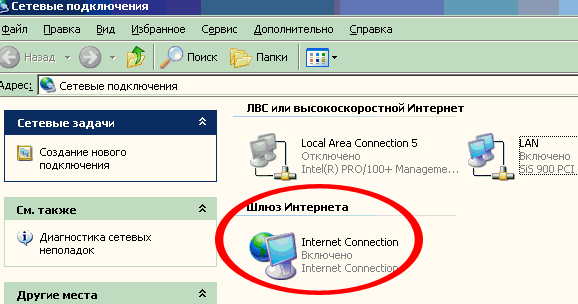 Сетевые подключения
Файл Правка Вид Избранное Сервис Дополнительно Справка
Назад Поиск Папки
Адрес: Сетевые подключения
ЛВС или высокоскоростной Интернет
Сетевые задачи
Создание нового
подключения
Local Area Connection 5
Отключено
Intel(R) PRO/100+ Manageme...
LAN
Включено
SiS 900 PCI
См. также
Диагностика сетевых
неполадок
Шлюз Интернета
Internet Connection
Включено
Internet Connection
Другие места